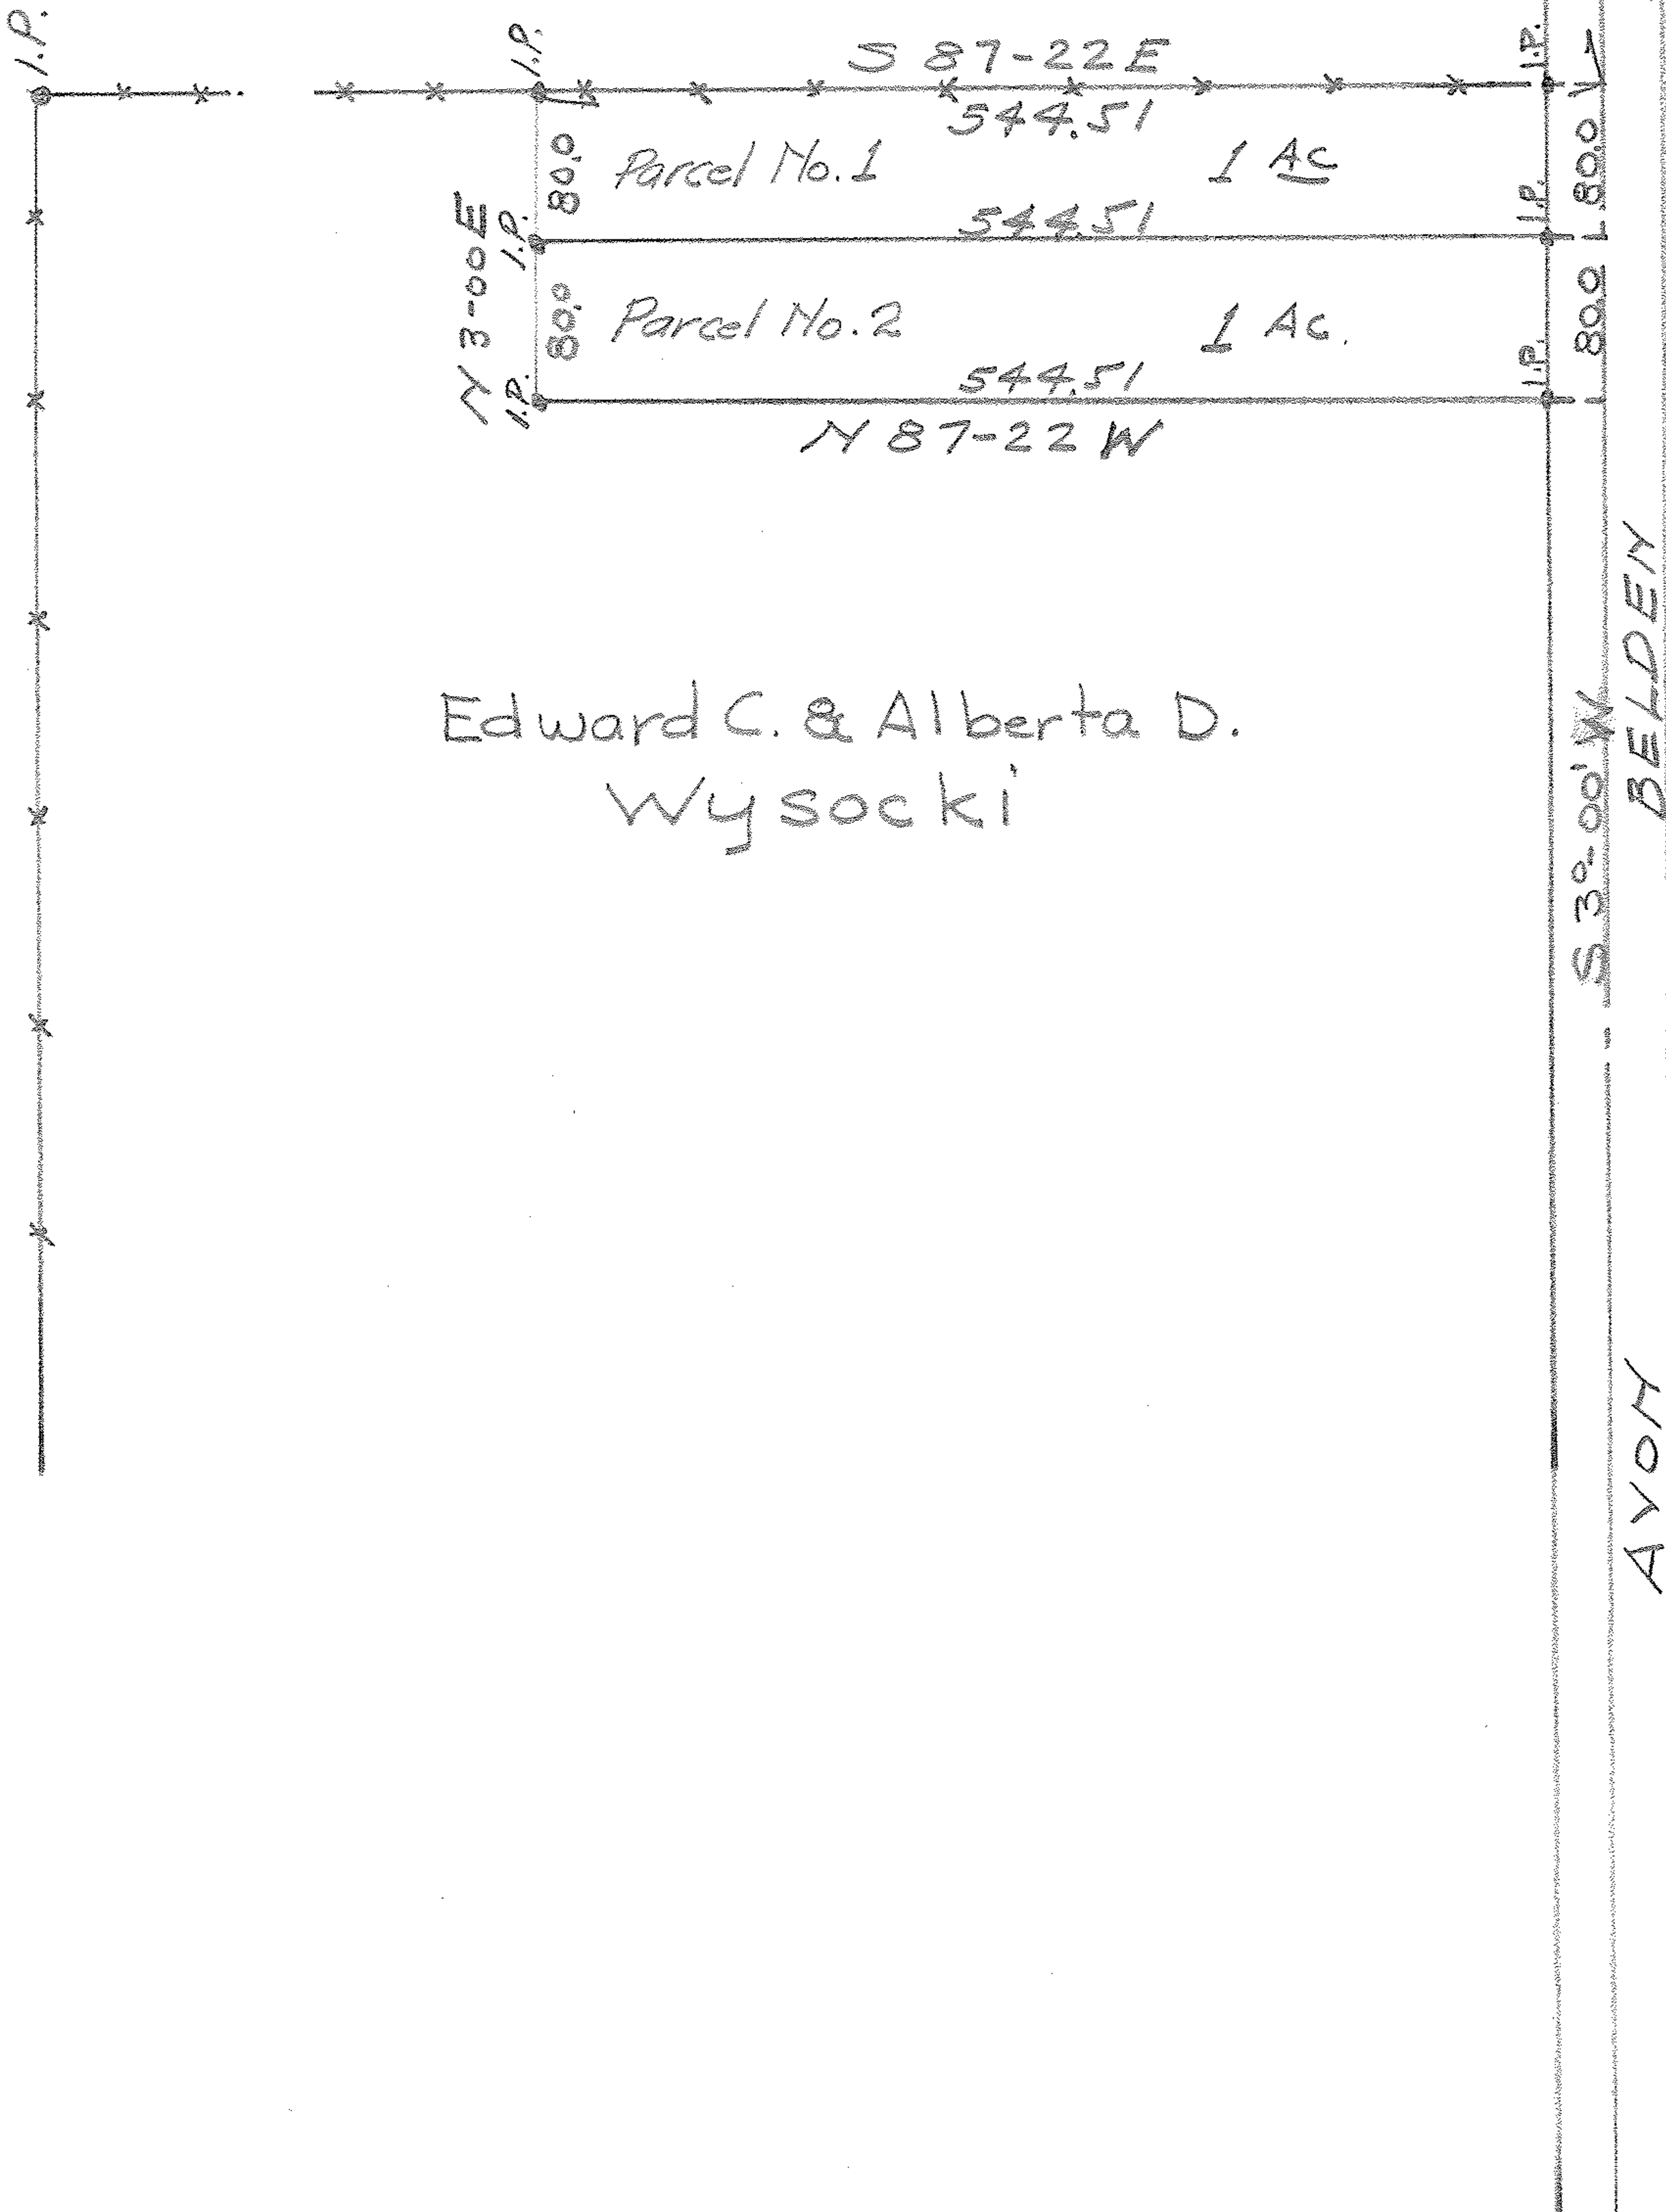 I.P.
I.P.
S 87-22 E
I.P.
544.51
80.0
Parcel No. 1
1 Ac
80.0
544.51
I.P.
I.P.
N 3-00 E
80.0
Parcel No. 2
1 Ac.
80.0
544.51
I.P.
I.P.
N 87-22 W
Edward C. & Alberta D.
Wysocki
S 3°-00' W
AVON BELDEN